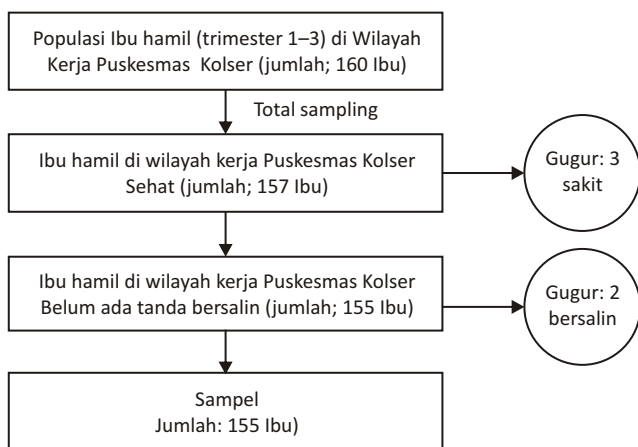 Populasi Ibu hamil (trimester 1–3) di Wilayah
Kerja Puskesmas Kolser (jumlah; 160 Ibu)
Total sampling
Ibu hamil di wilayah kerja Puskesmas Kolser
Sehat (jumlah; 157 Ibu)
Gugur: 3
sakit
Ibu hamil di wilayah kerja Puskesmas Kolser
Belum ada tanda bersalin (jumlah; 155 Ibu)
Gugur: 2
bersalin
Sampel
Jumlah: 155 Ibu)